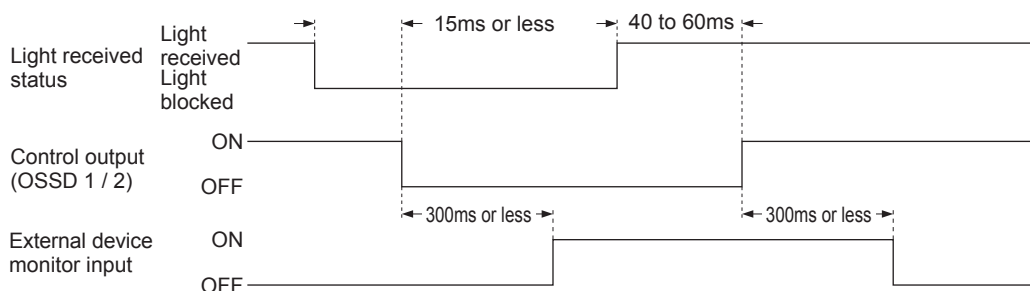 15ms or less
40 to 60ms
Light received
status
Light
received
Light
blocked
Control output
(OSSD 1 / 2)
ON
OFF
300ms or less
300ms or less
External device
monitor input
ON
OFF